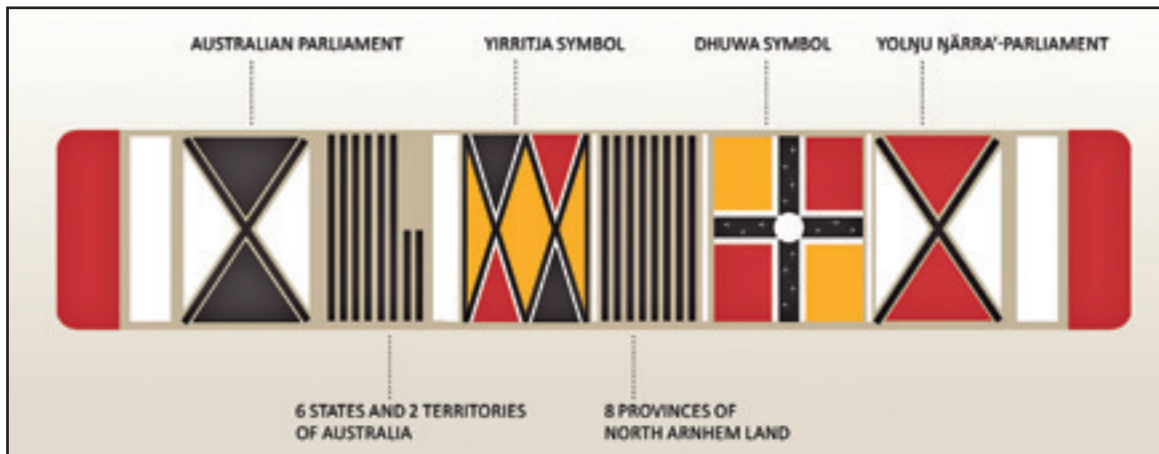 AUSTRALIAN PARLIAMENT
YIRRITJA SYMBOL
DHUWA SYMBOL
YOLŊU ŊÄRRA’-PARLIAMENT
6 STATES AND 2 TERRITORIES
OF AUSTRALIA
8 PROVINCES OF
NORTH ARNHEM LAND